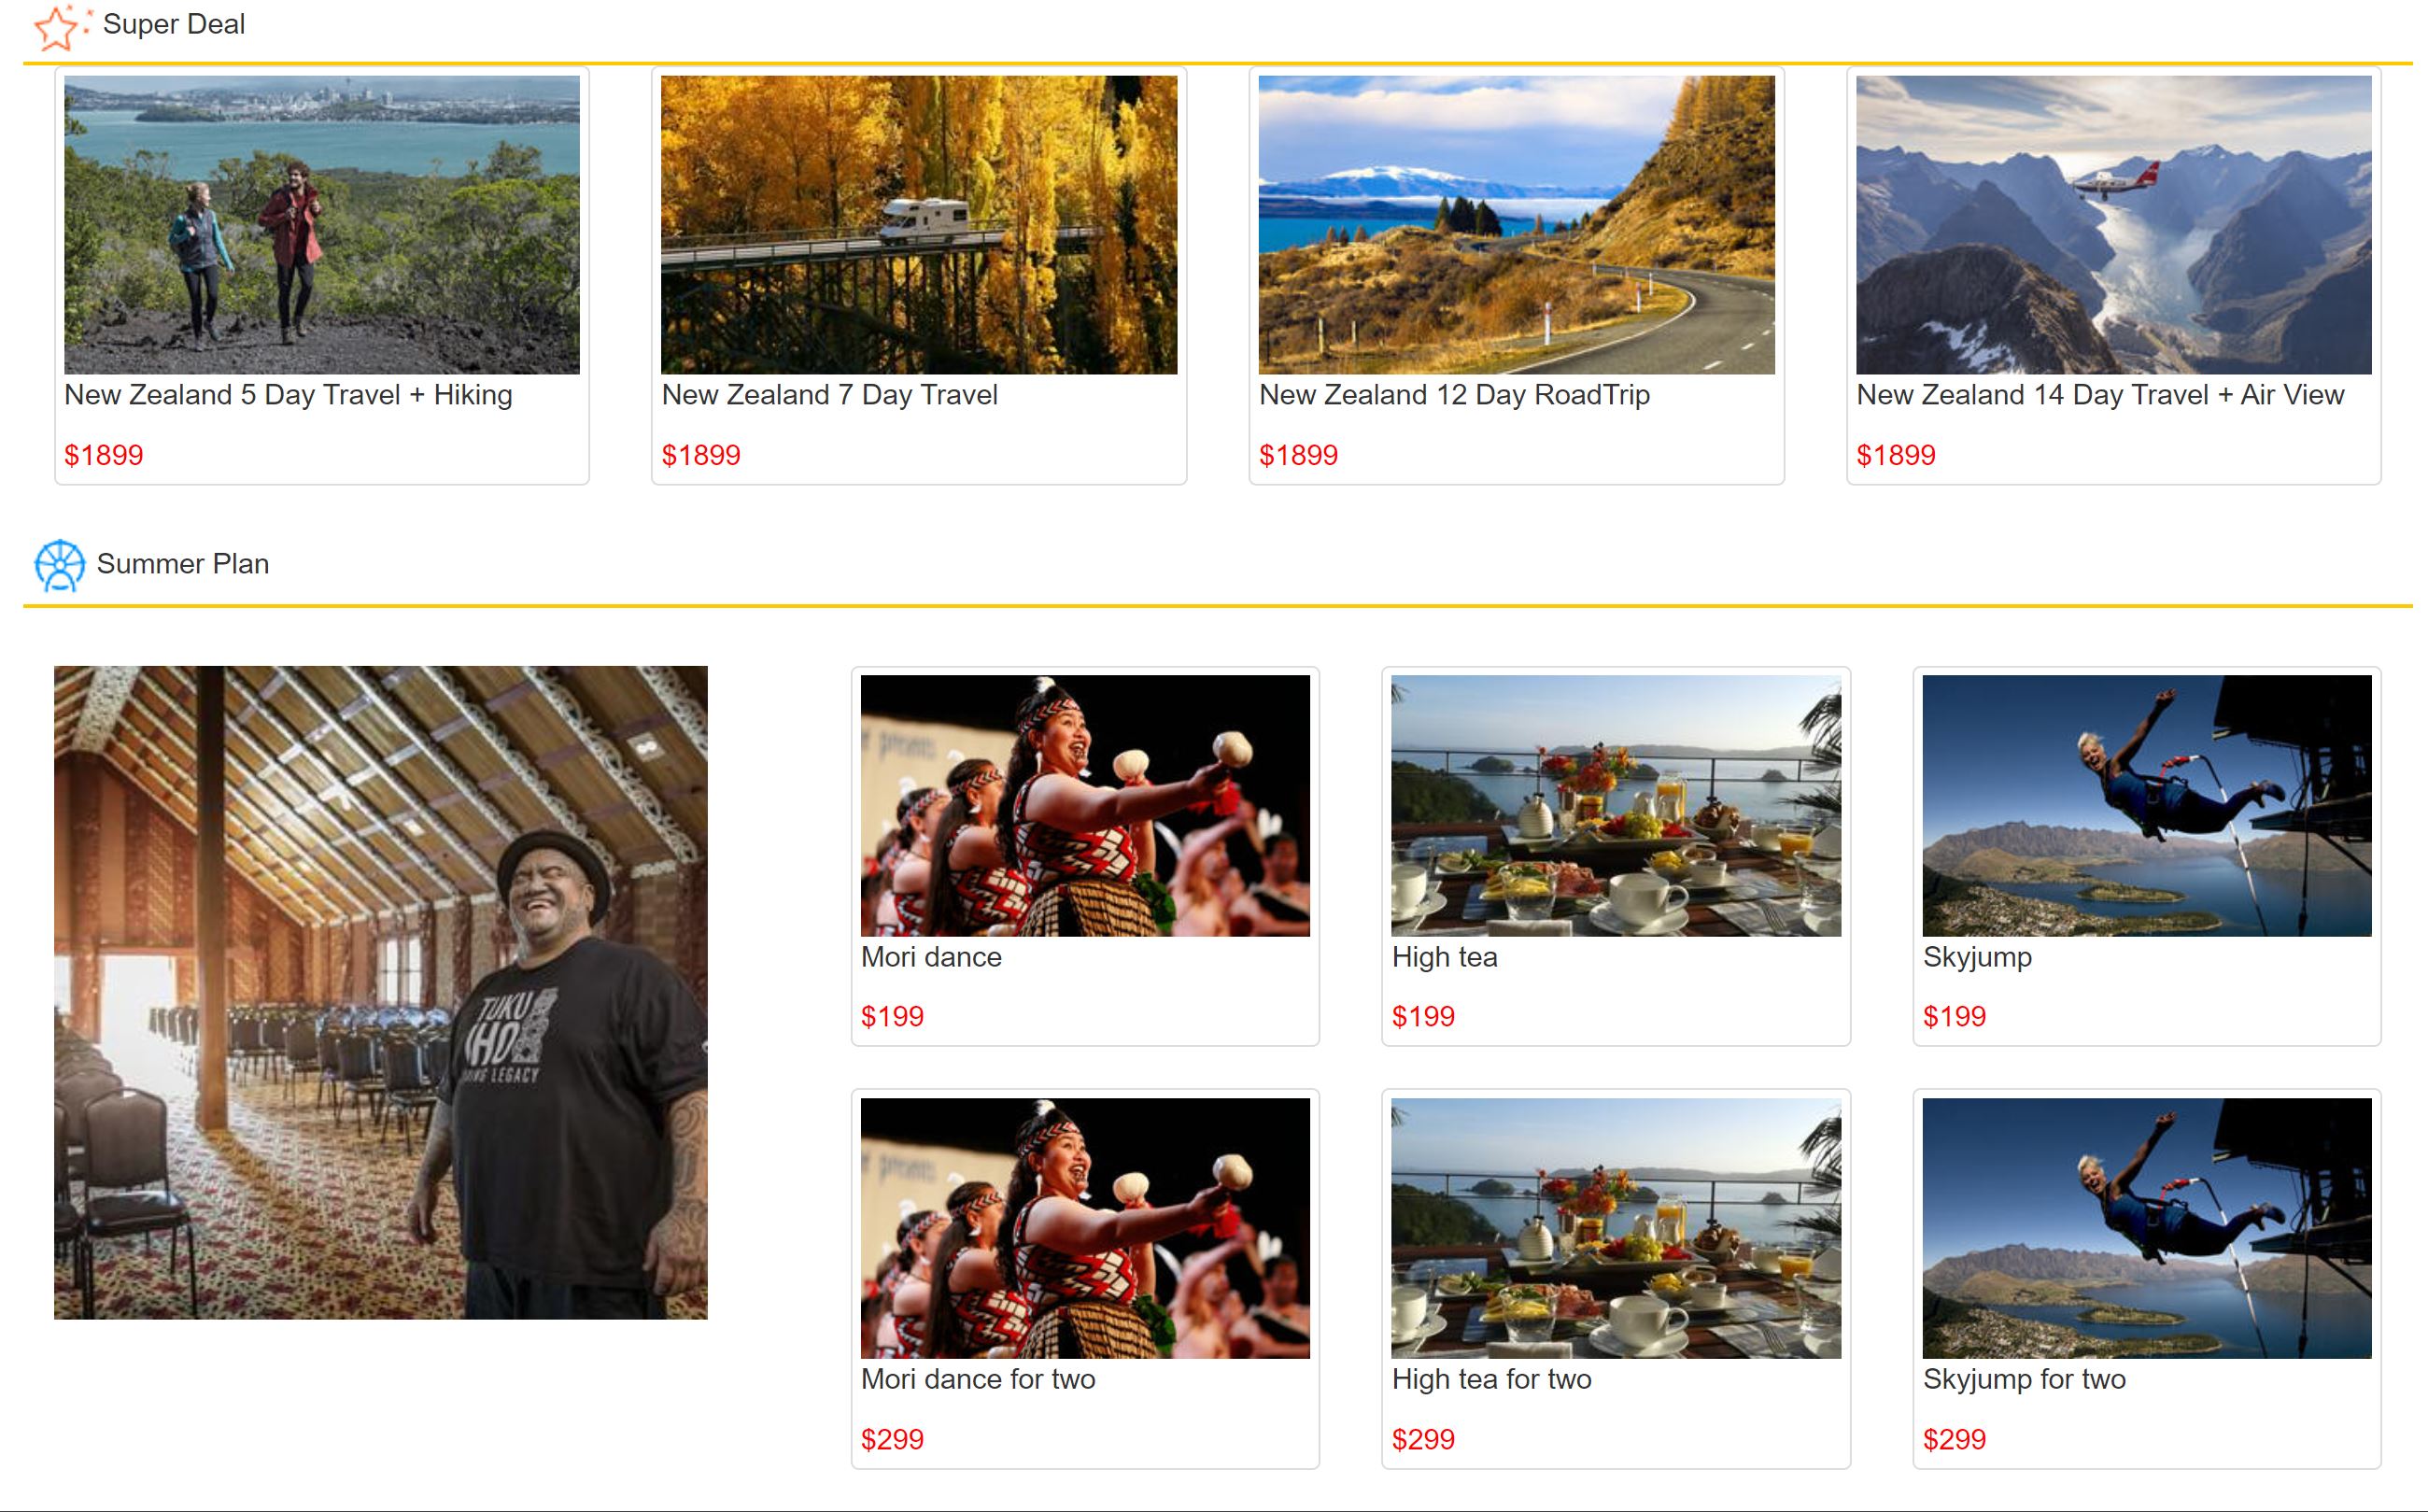 Super Deal
New Zealand 5 Day Travel + Hiking
$1899
New Zealand 7 Day Travel
$1899
New Zealand 12 Day RoadTrip
$1899
New Zealand 14 Day Travel + Air View
$1899
Summer Plan
TUKU
IHO
LEGACY
Mori dance
$199
High tea
$199
Skyjump
$199
Mori dance for two
$299
High tea for two
$299
Skyjump for two
$299